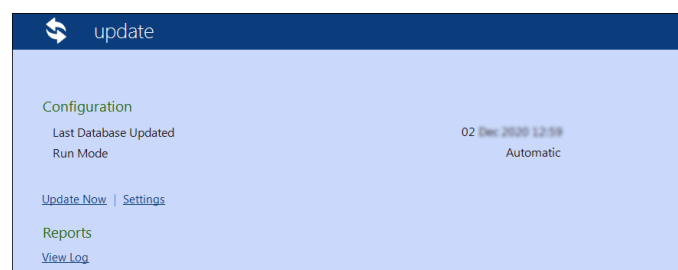 update
Configuration
Last Database Updated 02
Run Mode Automatic
Update Now | Settings
Reports
View Log